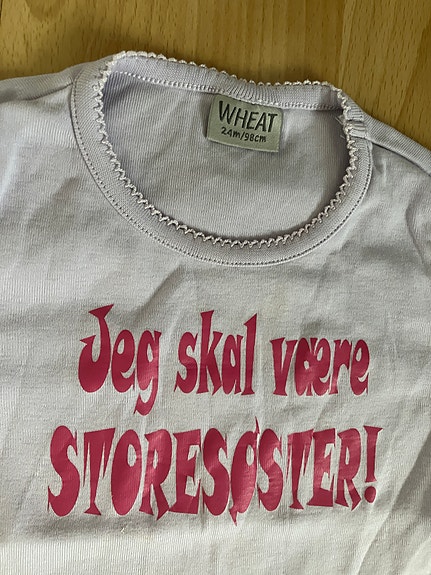 WHEAT
24m/98cm
Jeg skal være
STORESØSTER!